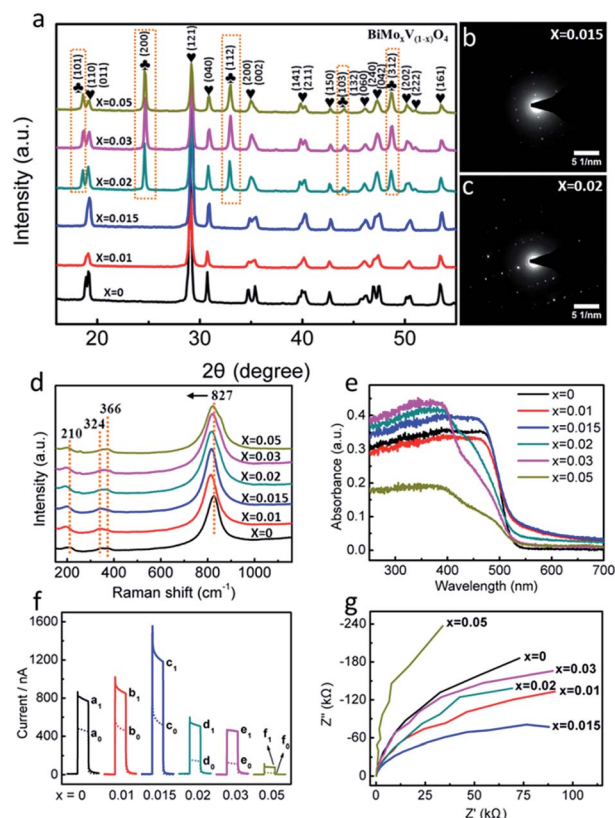 a
BiMoxV(1-x)O4
♣ (101)
♥ (110)
(011)
♣ (200)
♥ (121)
♥ (040)
♣ (112)
♥ (200)
(002)
♥ (141)
(211)
♥ (150)
♣ (103)
(132)
♥ (060)
♥ (240)
(042)
♣ (312)
♥ (202)
(222)
♥ (161)
X=0.05
X=0.03
X=0.02
X=0.015
X=0.01
X=0
Intensity (a.u.)
20
30
40
50
2θ (degree)
b
X=0.015
5 1/nm
c
X=0.02
5 1/nm
d
210
324
366
827
X=0.05
X=0.03
X=0.02
X=0.015
X=0.01
X=0
Intensity (a.u.)
200 400 600 800 1000
Raman shift (cm-1)
e
x=0
x=0.01
x=0.015
x=0.02
x=0.03
x=0.05
Absorbance (a.u.)
0.4
0.3
0.2
0.1
0.0
300 400 500 600 700
Wavelength (nm)
f
Current / nA
1600
1200
800
400
0
a1
a0
b1
b0
c1
c0
d1
d0
e1
e0
f1
f0
x = 0 0.01 0.015 0.02 0.03 0.05
g
Z'' (kΩ)
-240
-180
-120
-60
0
x=0.05
x=0
x=0.03
x=0.02
x=0.01
x=0.015
0 25 50 75 100
Z' (kΩ)